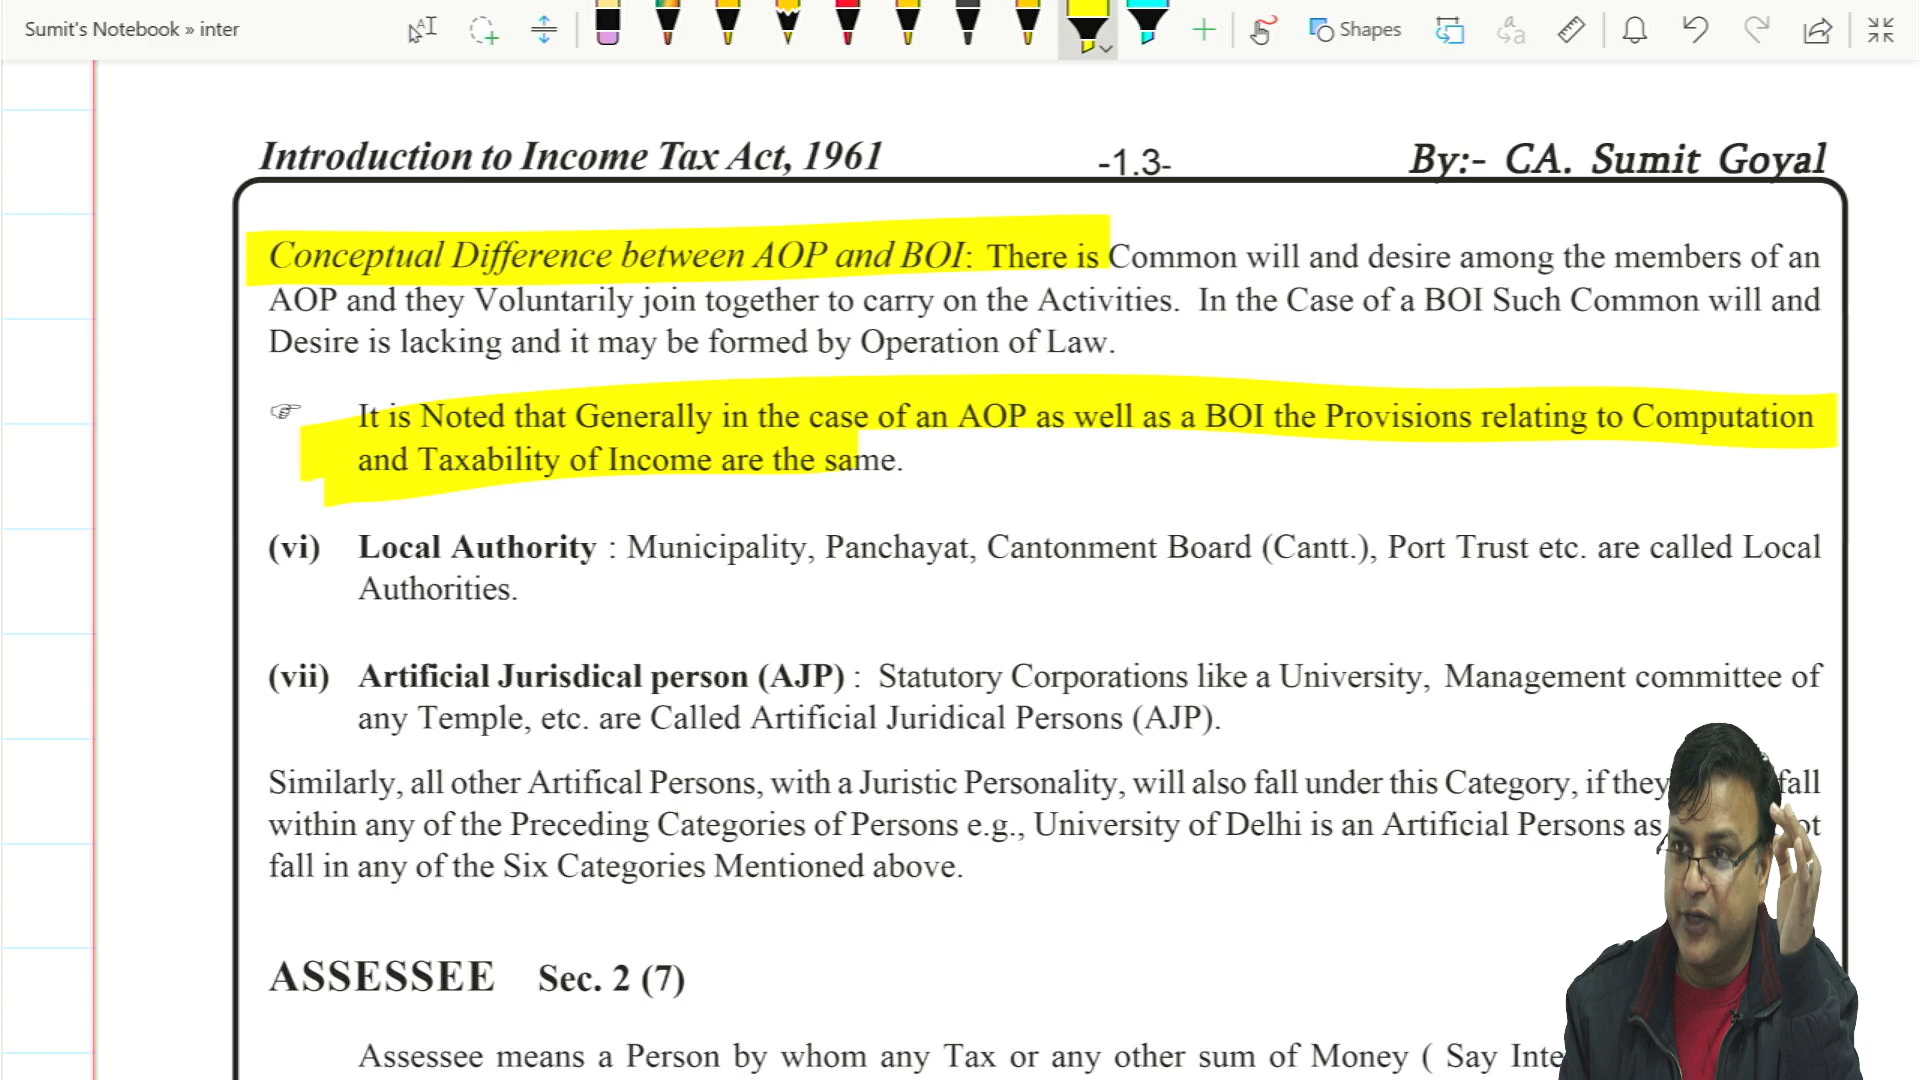 Sumit's Notebook » inter
Shapes
Introduction to Income Tax Act, 1961 -1.3- By:- CA. Sumit Goyal
Conceptual Difference between AOP and BOI: There is Common will and desire among the members of an
AOP and they Voluntarily join together to carry on the Activities. In the Case of a BOI Such Common will and
Desire is lacking and it may be formed by Operation of Law.
It is Noted that Generally in the case of an AOP as well as a BOI the Provisions relating to Computation
and Taxability of Income are the same.
(vi) Local Authority : Municipality, Panchayat, Cantonment Board (Cantt.), Port Trust etc. are called Local
Authorities.
(vii) Artificial Jurisdical person (AJP) : Statutory Corporations like a University, Management committee of
any Temple, etc. are Called Artificial Juridical Persons (AJP).
Similarly, all other Artifical Persons, with a Juristic Personality, will also fall under this Category, if they fall
within any of the Preceding Categories of Persons e.g., University of Delhi is an Artificial Persons as
fall in any of the Six Categories Mentioned above.
ASSESSEE Sec. 2 (7)
Assessee means a Person by whom any Tax or any other sum of Money ( Say